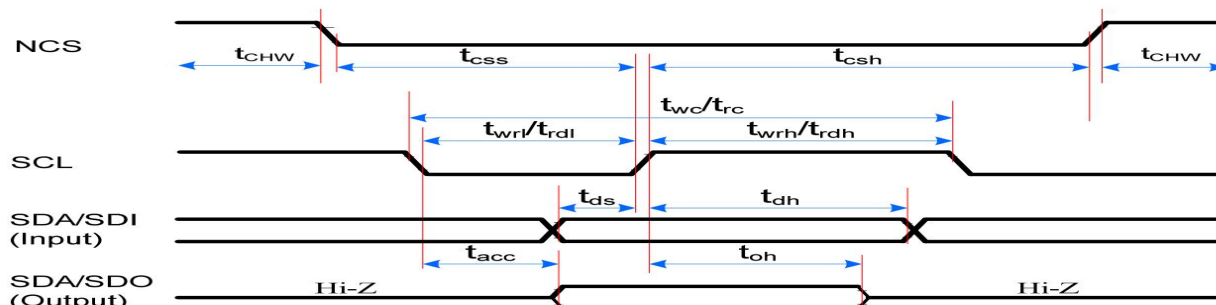 NCS
tCHW
tcss
tcsh
tCHW
twc/trc
twrl/trdl
twrh/trdh
SCL
tds
tdh
SDA/SDI
(Input)
tacc
toh
SDA/SDO
(Output)
Hi-Z
Hi-Z